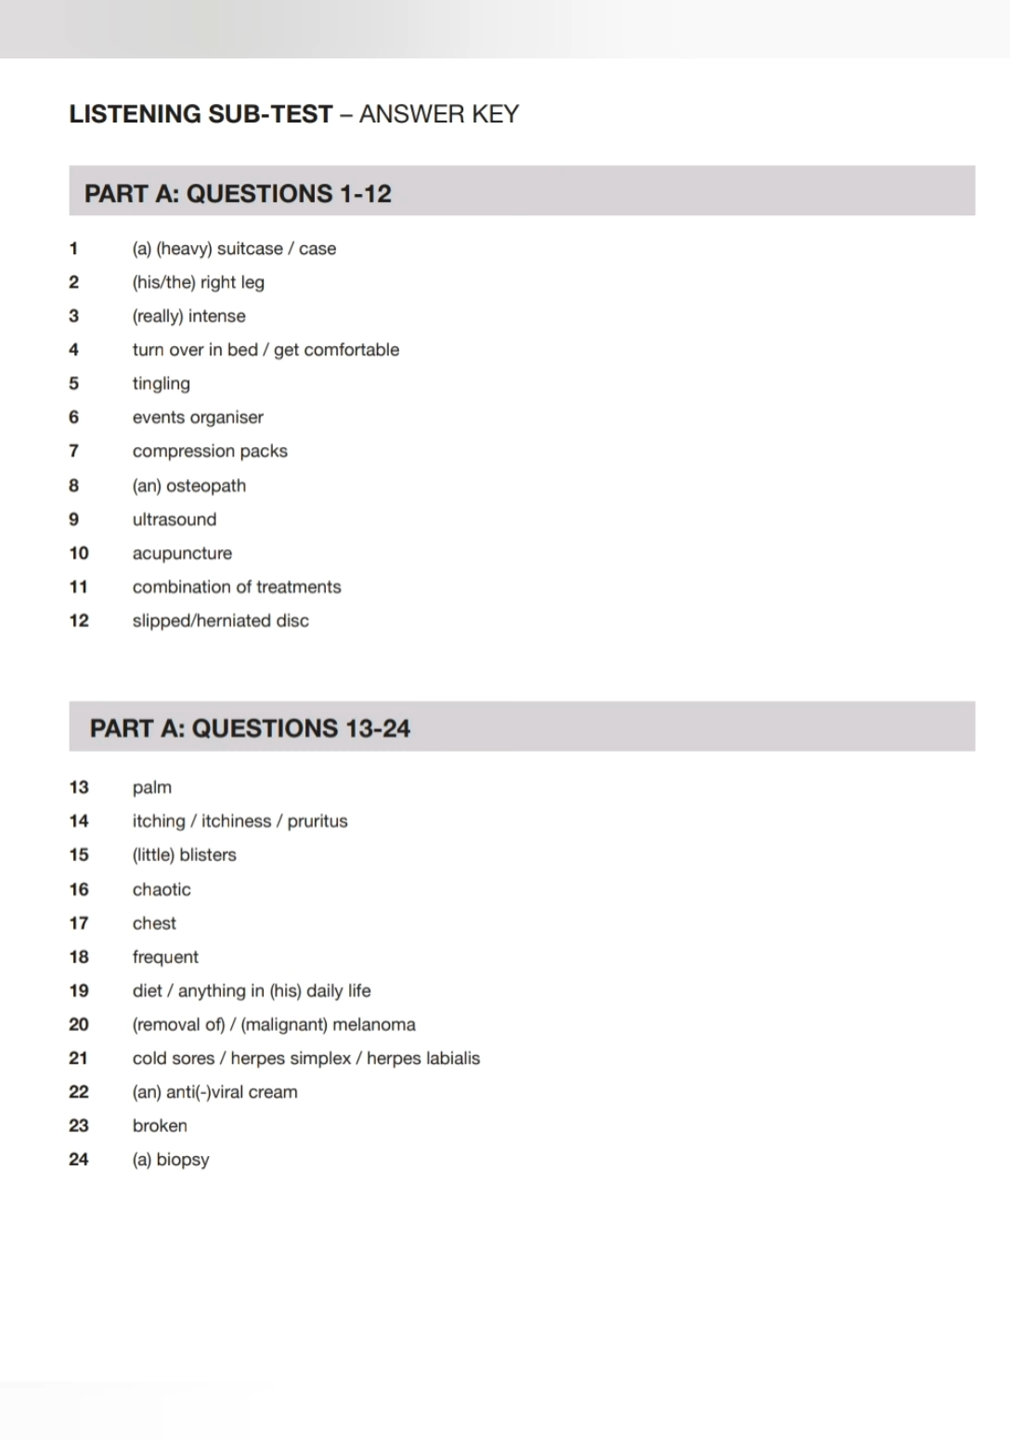 LISTENING SUB-TEST – ANSWER KEY
PART A: QUESTIONS 1-12
1 (a) (heavy) suitcase / case
2 (his/the) right leg
3 (really) intense
4 turn over in bed / get comfortable
5 tingling
6 events organiser
7 compression packs
8 (an) osteopath
9 ultrasound
10 acupuncture
11 combination of treatments
12 slipped/herniated disc
PART A: QUESTIONS 13-24
13 palm
14 itching / itchiness / pruritus
15 (little) blisters
16 chaotic
17 chest
18 frequent
19 diet / anything in (his) daily life
20 (removal of) / (malignant) melanoma
21 cold sores / herpes simplex / herpes labialis
22 (an) anti(-)viral cream
23 broken
24 (a) biopsy